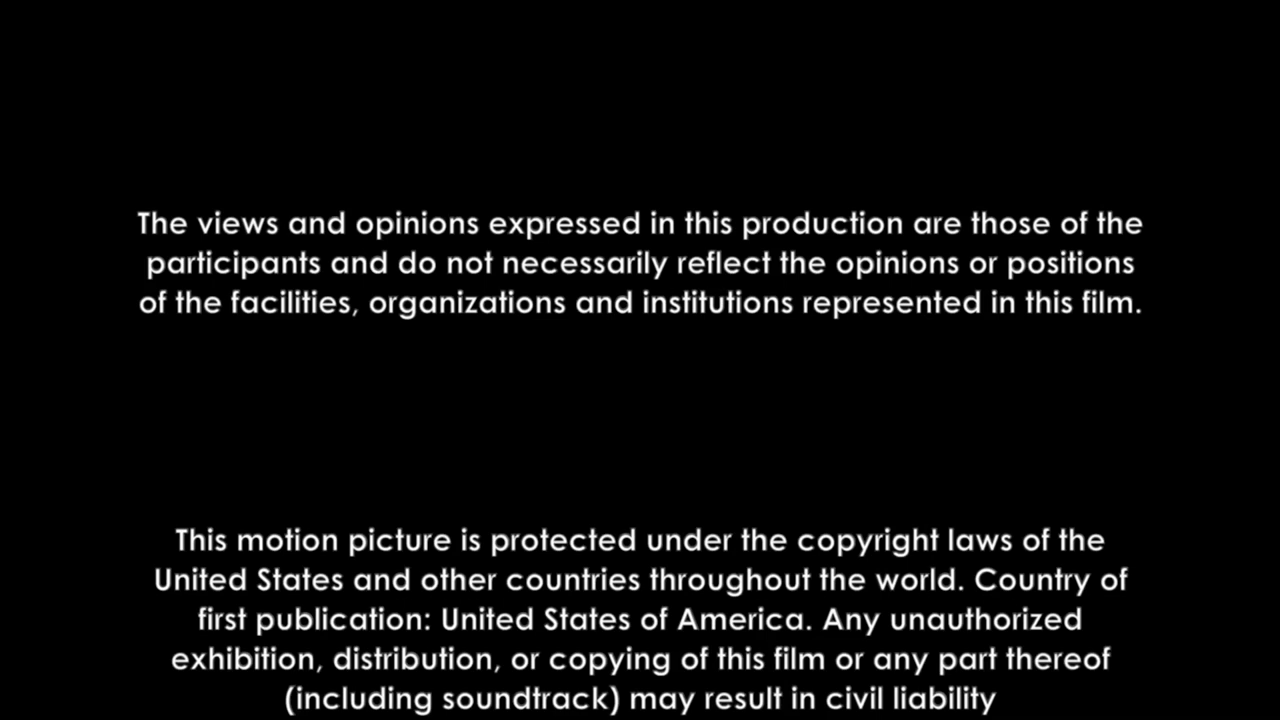 The views and opinions expressed in this production are those of the
participants and do not necessarily reflect the opinions or positions
of the facilities, organizations and institutions represented in this film.
This motion picture is protected under the copyright laws of the
United States and other countries throughout the world. Country of
first publication: United States of America. Any unauthorized
exhibition, distribution, or copying of this film or any part thereof
(including soundtrack) may result in civil liability